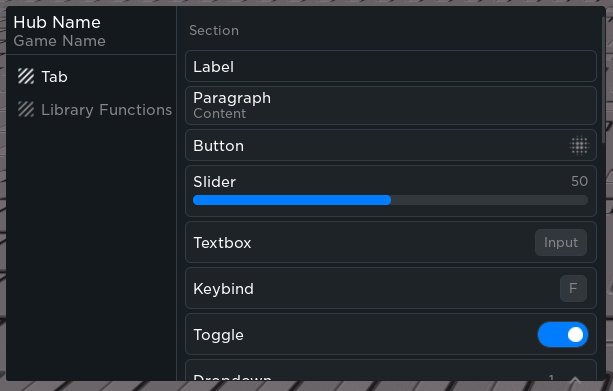 Hub Name
Game Name
Tab
Library Functions
Section
Label
Paragraph
Content
Button
Slider 50
Textbox Input
Keybind F
Toggle
Dropdown 1